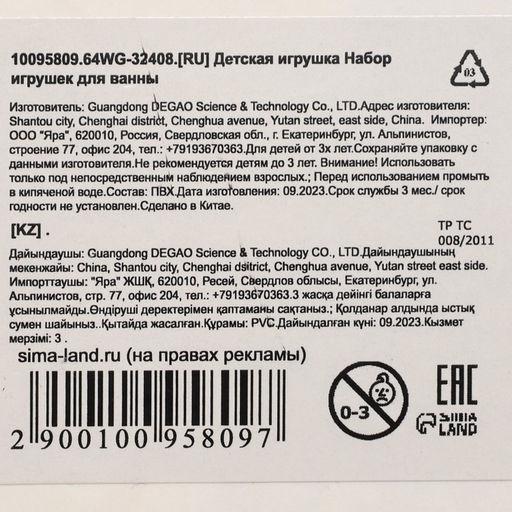 10095809.64WG-32408.[RU] Детская игрушка Набор
игрушек для ванны
03
Изготовитель: Guangdong DEGAO Science & Technology Co., LTD.Адрес изготовителя:
Shantou city, Chenghai district, Chenghua avenue, Yutan street, east side, China. Импортер:
ООО "Яра", 620010, Россия, Свердловская обл., г. Екатеринбург, ул. Альпинистов,
строение 77, офис 204, тел.: +79193670363.Для детей от 3х лет.Сохраняйте упаковку с
данными изготовителя.Не рекомендуется детям до 3 лет. Внимание! Использовать
только под непосредственным наблюдением взрослых.; Перед использованием промыть
в кипяченой воде.Состав: ПВХ.Дата изготовления: 09.2023.Срок службы 3 мес./ срок
годности не установлен.Сделано в Китае.
[KZ] .
ТР ТС
008/2011
Дайындаушы: Guangdong DEGAO Science & Technology Co., LTD.Дайындаушының
мекенжайы: China, Shantou city, Chenghai district, Chenghua avenue, Yutan street east side.
Импорттаушы: "Яра" ЖШҚ, 620010, Ресей, Свердлов облысы, Екатеринбург, ул.
Альпинистов, стр. 77, офис 204, тел.: +79193670363.3 жасқа дейінгі балаларға
ұсынылмайды.Өндіруші деректерімен қаптаманы сақтаңыз.; Қолданар алдында ыстық
сумен шайыңыз..Қытайда жасалған.Құрамы: PVC.Дайындалған күні: 09.2023.Кызмет
мерзімі: 3 .
sima-land.ru (на правах рекламы)
2 900100 958097
0-3
EAC
SIMA
LAND